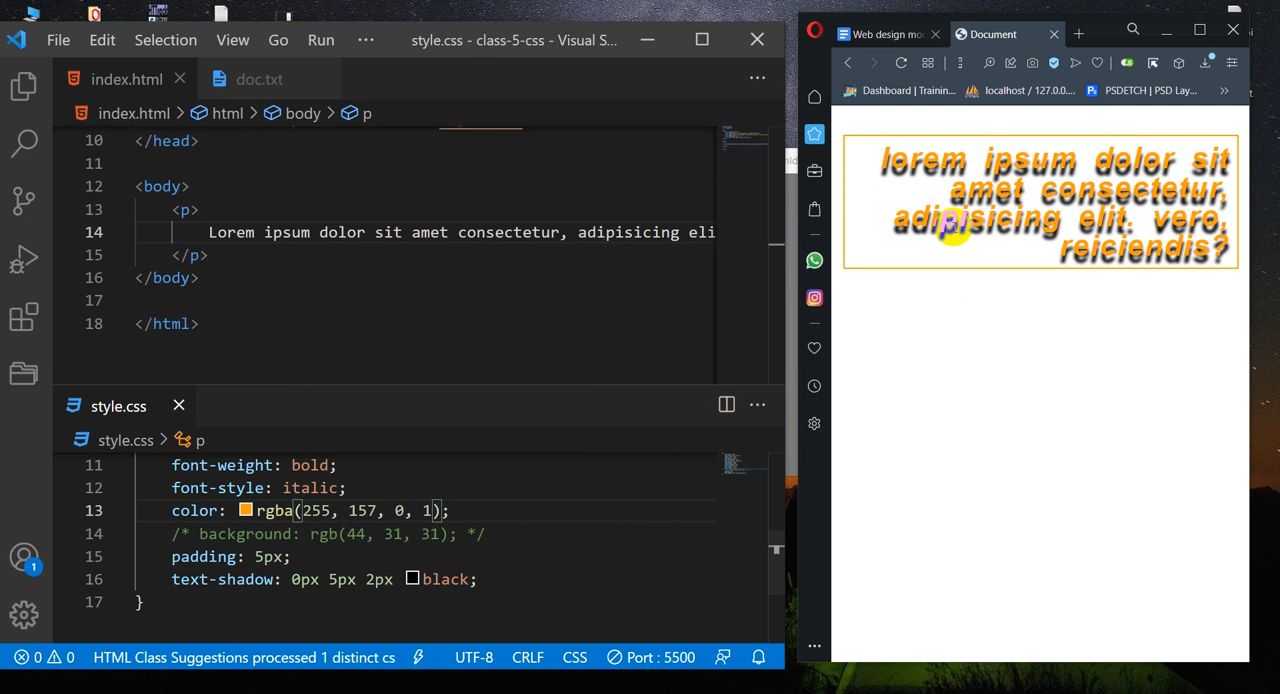 File Edit Selection View Go Run ··· style.css - class-5-css - Visual S...
index.html doc.txt ···
index.html > html > body > p
10 </head>
11
12 <body>
13 <p>
14 Lorem ipsum dolor sit amet consectetur, adipisicing eli
15 </p>
16 </body>
17
18 </html>
style.css ···
style.css > p
11 font-weight: bold;
12 font-style: italic;
13 color: rgba(255, 157, 0, 1);
14 /* background: rgb(44, 31, 31); */
15 padding: 5px;
16 text-shadow: 0px 5px 2px black;
17 }
1
0 0 HTML Class Suggestions processed 1 distinct cs UTF-8 CRLF CSS Port : 5500
Web design mo Document
Dashboard | Trainin... localhost / 127.0.0.... Ps PSDETCH | PSD Lay... »
lorem ipsum dolor sit
amet consectetur,
adipisicing elit. vero,
reiciendis?